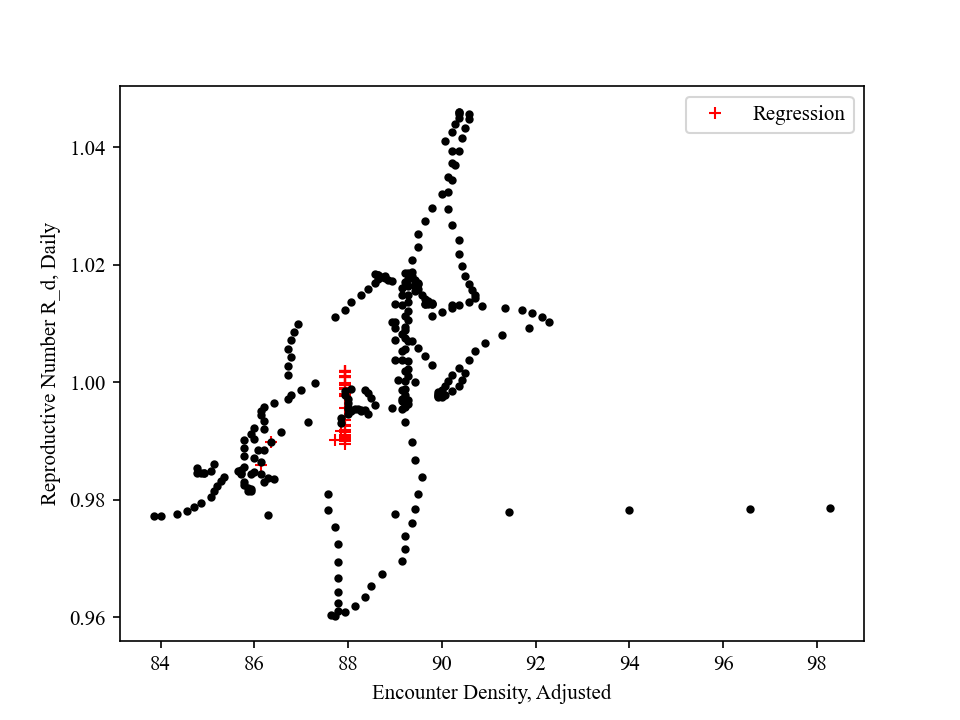 Regression
1.04
1.02
1.00
0.98
0.96
Reproductive Number R_d, Daily
84 86 88 90 92 94 96 98
Encounter Density, Adjusted